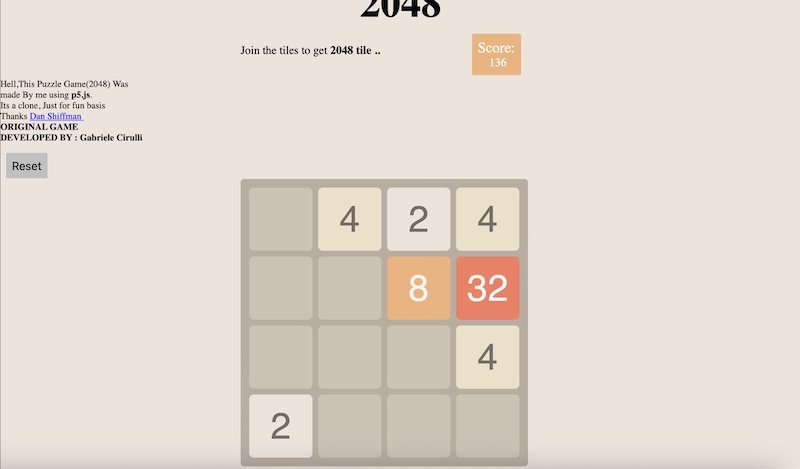 2048
Join the tiles to get 2048 tile ..
Score:
136
Hell,This Puzzle Game(2048) Was
made By me using p5.js.
Its a clone, Just for fun basis
Thanks Dan Shiffman
ORIGINAL GAME
DEVELOPED BY : Gabriele Cirulli
Reset
4 2 4
8 32
4
2